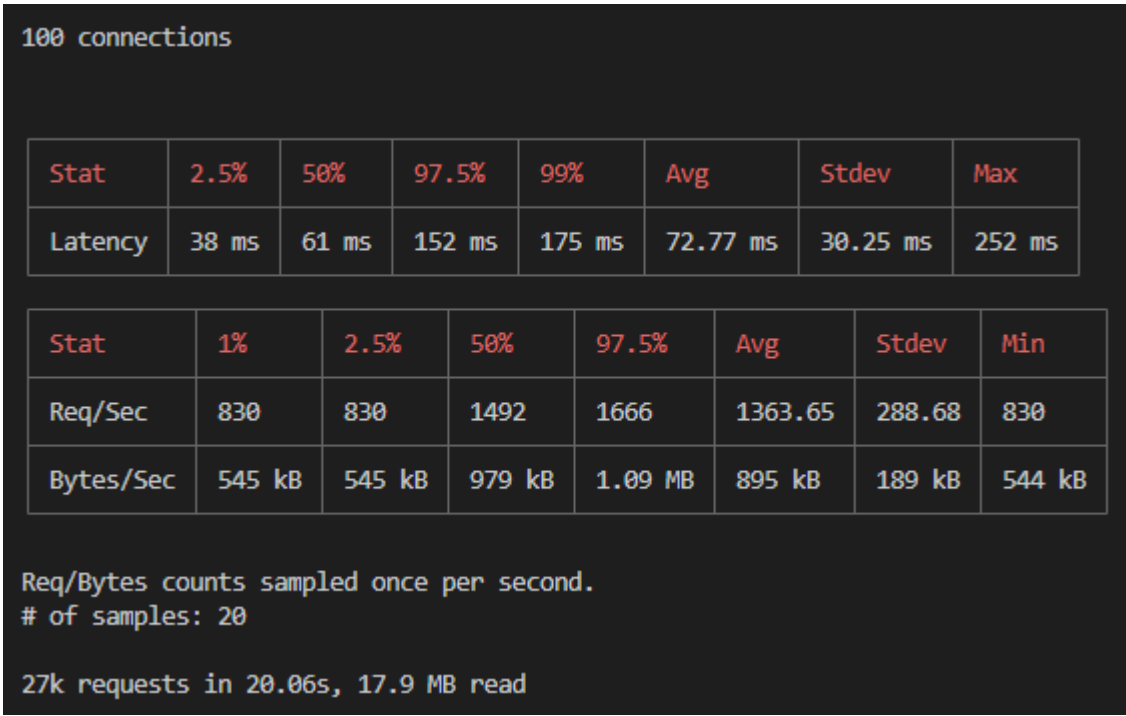 100 connections
Stat 2.5% 50% 97.5% 99% Avg Stdev Max
Latency 38 ms 61 ms 152 ms 175 ms 72.77 ms 30.25 ms 252 ms
Stat 1% 2.5% 50% 97.5% Avg Stdev Min
Req/Sec 830 830 1492 1666 1363.65 288.68 830
Bytes/Sec 545 kB 545 kB 979 kB 1.09 MB 895 kB 189 kB 544 kB
Req/Bytes counts sampled once per second.
# of samples: 20
27k requests in 20.06s, 17.9 MB read